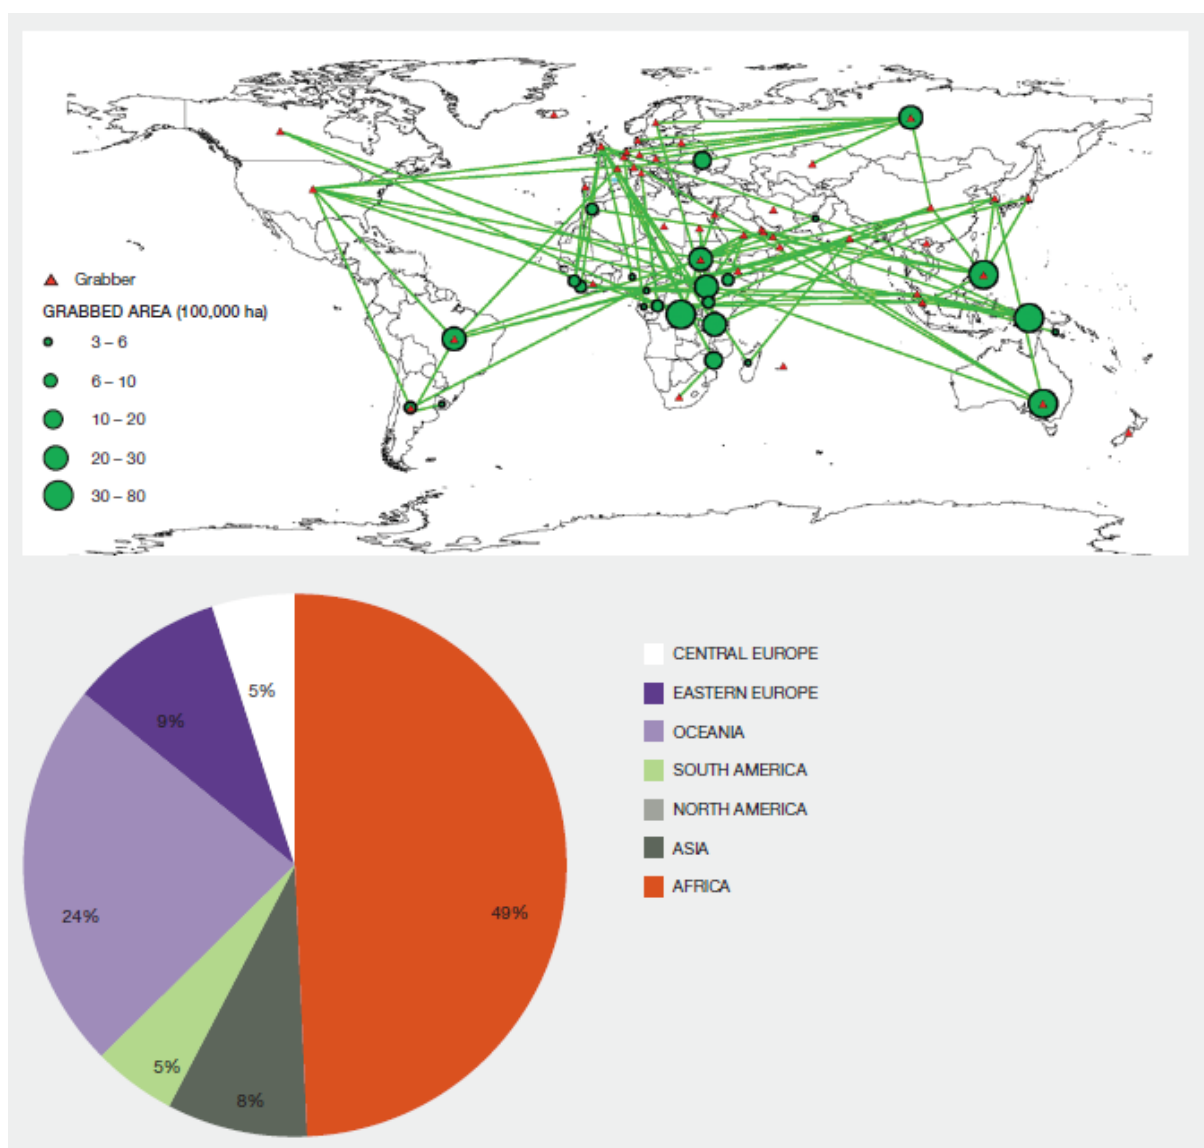 Grabber
GRABBED AREA (100,000 ha)
3 – 6
6 – 10
10 – 20
20 – 30
30 – 80
5%
9%
24%
5%
8%
49%
CENTRAL EUROPE
EASTERN EUROPE
OCEANIA
SOUTH AMERICA
NORTH AMERICA
ASIA
AFRICA